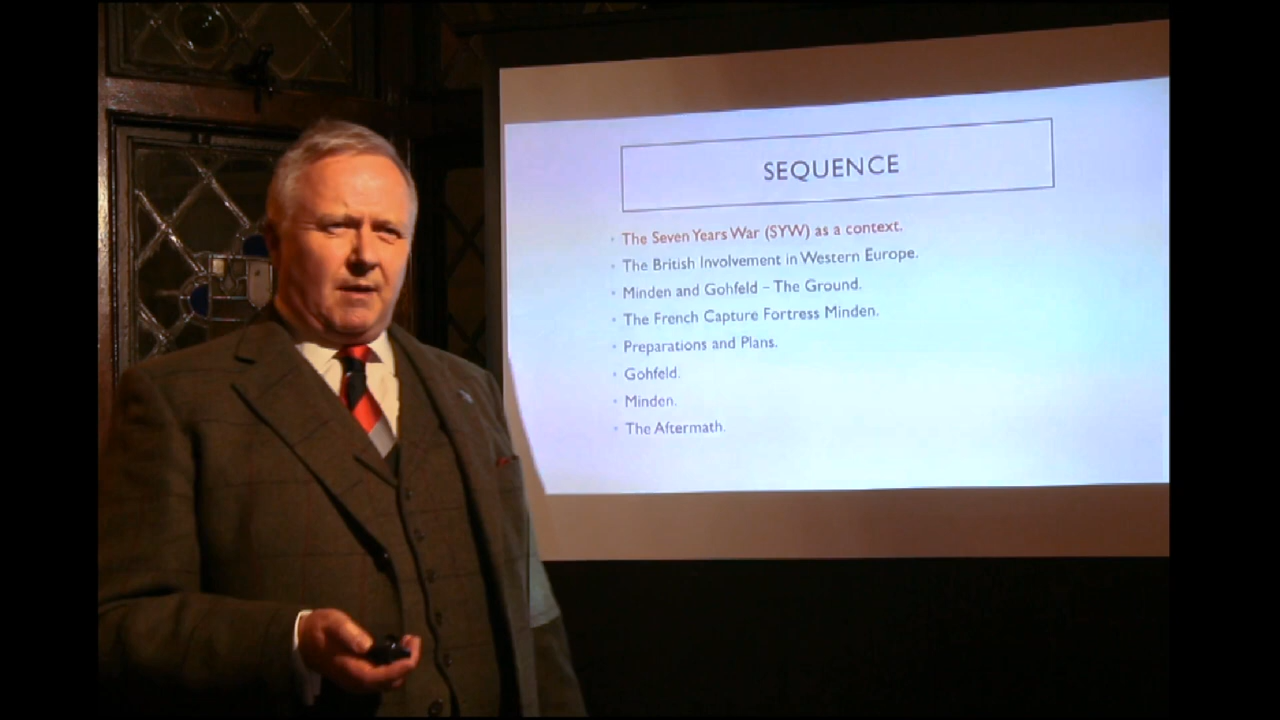 SEQUENCE
The Seven Years War (SYW) as a context.
The British Involvement in Western Europe.
Minden and Gohfeld – The Ground.
The French Capture Fortress Minden.
Preparations and Plans.
Gohfeld.
Minden.
The Aftermath.